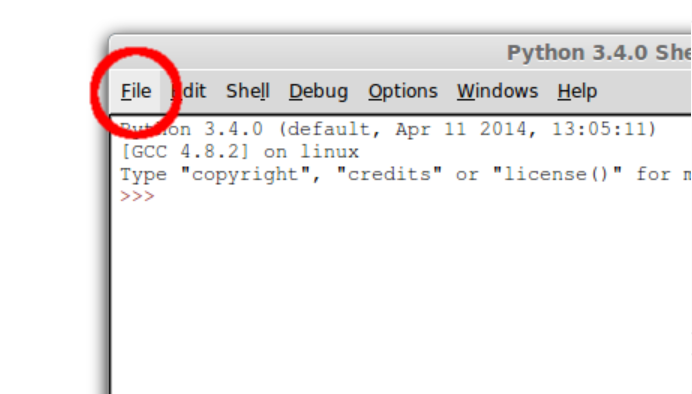 Python 3.4.0 She
File Edit Shell Debug Options Windows Help
Python 3.4.0 (default, Apr 11 2014, 13:05:11)
[GCC 4.8.2] on linux
Type "copyright", "credits" or "license()" for m
>>>